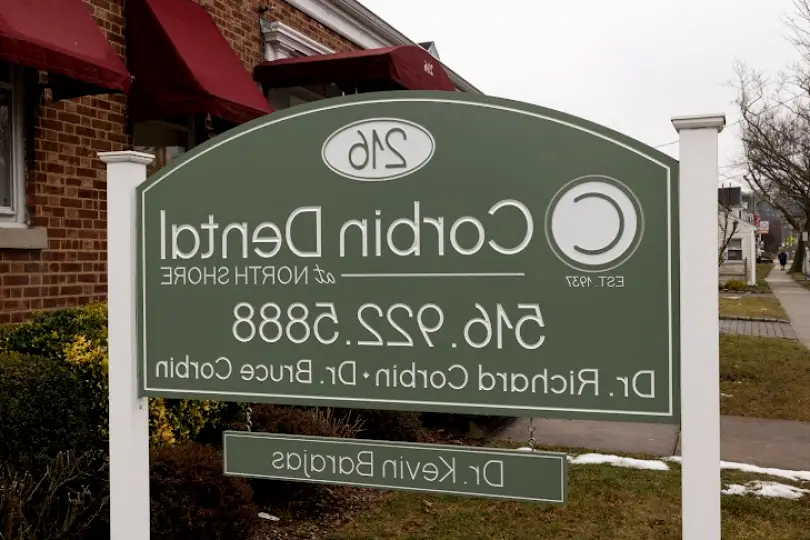 216
C
Corbin Dental
at NORTH SHORE
EST. 1937
516.922.5888
Dr. Richard Corbin • Dr. Bruce Corbin
Dr. Kevin Barajas
216